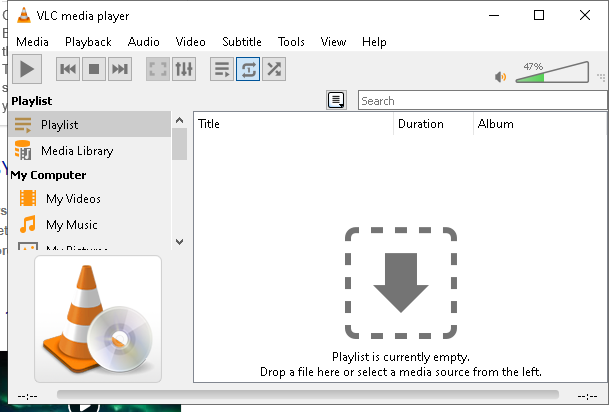 VLC media player
Media Playback Audio Video Subtitle Tools View Help
47%
Playlist
Search
Playlist
Media Library
My Computer
My Videos
My Music
My Pictures
Title Duration Album
Playlist is currently empty.
Drop a file here or select a media source from the left.
--:-- --:--